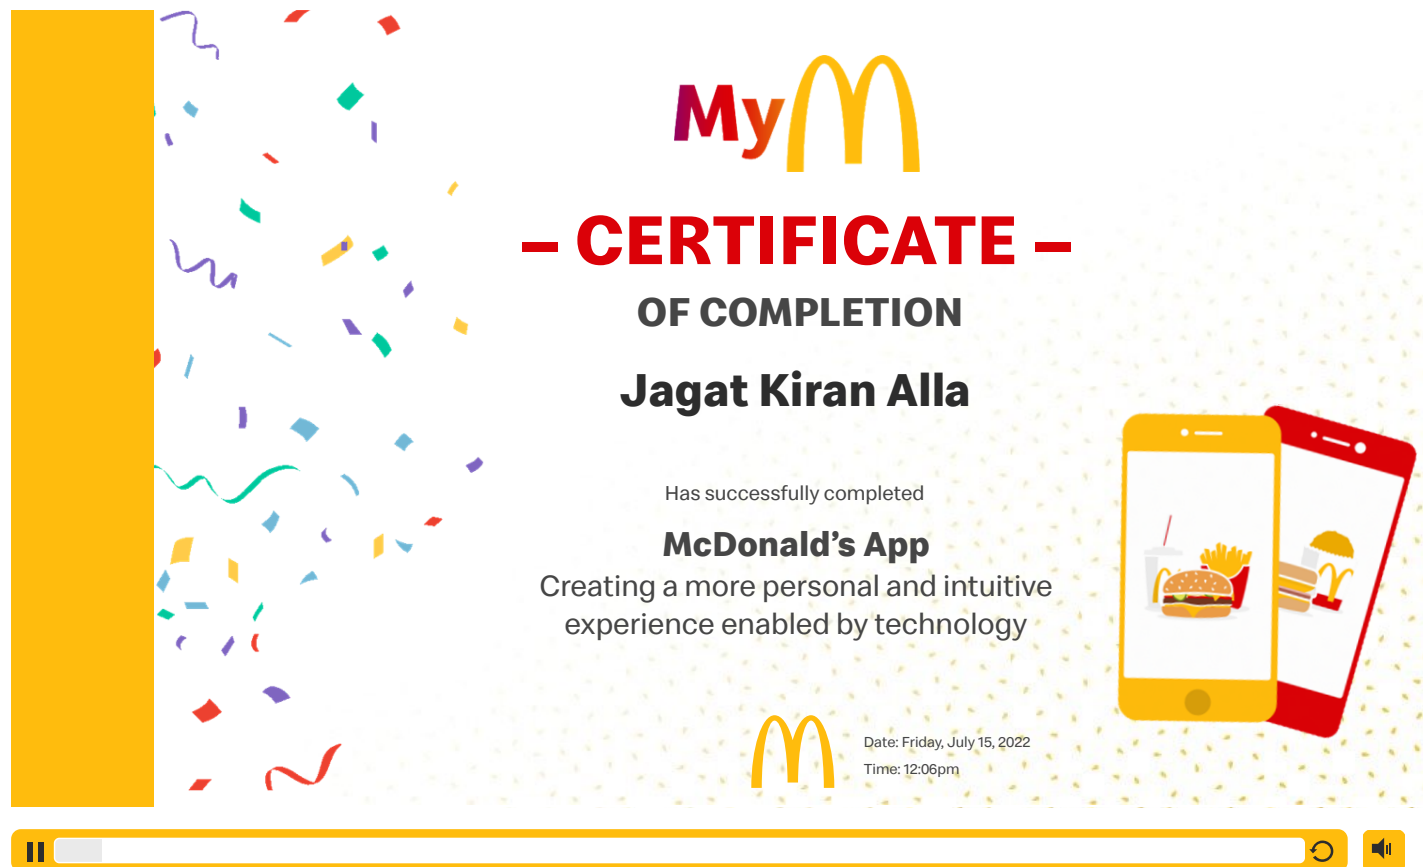 My
– CERTIFICATE –
OF COMPLETION
Jagat Kiran Alla
Has successfully completed
McDonald’s App
Creating a more personal and intuitive
experience enabled by technology
Date: Friday, July 15, 2022
Time: 12:06pm